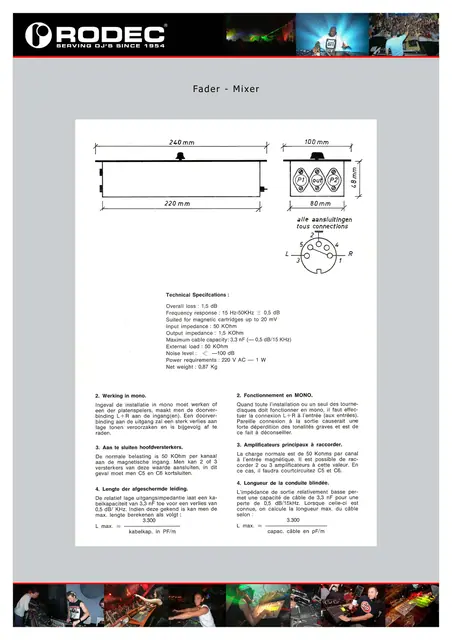 RODEC
SERVING DJ'S SINCE 1954
Fader - Mixer
240mm
100mm
P1 out P2
48mm
220 mm
80mm
alle aansluitingen
tous connections
2
5 4
L R
3 1
Technical Specifcations :
Overall loss : 1,5 dB
Frequency response : 15 Hz-50KHz ≤ 0,5 dB
Suited for magnetic cartridges up to 20 mV
Input impedance : 50 KOhm
Output impedance : 1,5 KOhm
Maximum cable capacity: 3,3 nF (— 0,5 dB/15 KHz)
External load : 50 KOhm
Noise level : < —100 dB
Power requirements : 220 V AC — 1 W
Net weight : 0,87 Kg
2. Werking in mono.
Ingeval de installatie in mono moet werken of
een der platenspelers, maakt men de doorver-
binding L+R aan de ingang(en). Een doorver-
binding aan de uitgang zal een sterk verlies aan
lage tonen veroorzaken en is bijgevolg af te
raden.
3. Aan te sluiten hoofdversterkers.
De normale belasting is 50 KOhm per kanaal
aan de magnetische ingang. Men kan 2 of 3
versterkers van deze waarde aansluiten, in dit
geval moet men C5 en C6 kortsluiten.
4. Lengte der afgeschermde leiding.
De relatief lage uitgangsimpedantie laat een ka-
belkapaciteit van 3,3 nF toe voor een verlies van
0,5 dB/ KHz. Indien deze gekend is kan men de
max. lengte berekenen als volgt :
3.300
L max. =
kabelkap. in PF/m
2. Fonctionnement en MONO.
Quand toute l'installation ou un seul des tourne-
disques doit fonctionner en mono, il faut effec-
tuer la connexion L+R à l'entrée (aux entrées).
Pareille connexion à la sortie causerait une
forte déperdition des tonalités graves et est de
ce fait à déconseiller.
3. Amplificateurs principaux à raccorder.
La charge normale est de 50 Kohms par canal
à l'entrée magnétique. Il est possible de rac-
corder 2 ou 3 amplificateurs à cette valeur. En
ce cas, il faudra courtcircuitez C5 et C6.
4. Longueur de la conduite blindée.
L'impédance de sortie relativement basse per-
met une capacité de câble de 3,3 nF pour une
perte de 0,5 dB/15kHz. Lorsque celle-ci est
connue, on calcule la longueur max. du câble
selon :
3.300
L max. =
capac. câble en pF/m